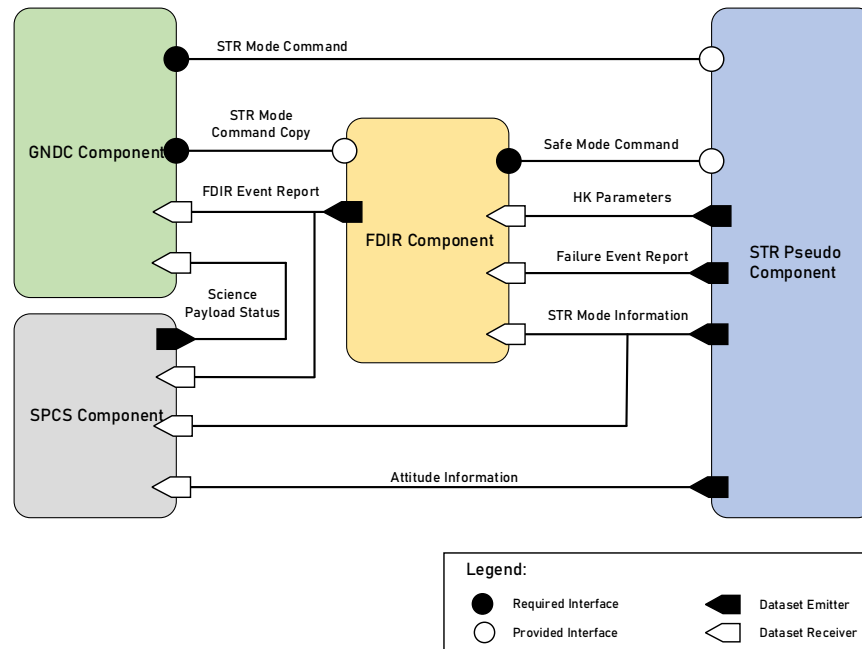 STR Mode Command
STR Mode
Command Copy
GNDC Component
Safe Mode Command
FDIR Event Report
HK Parameters
FDIR Component
STR Pseudo
Component
Failure Event Report
Science
Payload Status
STR Mode Information
SPCS Component
Attitude Information
Legend:
Required Interface
Dataset Emitter
Provided Interface
Dataset Receiver